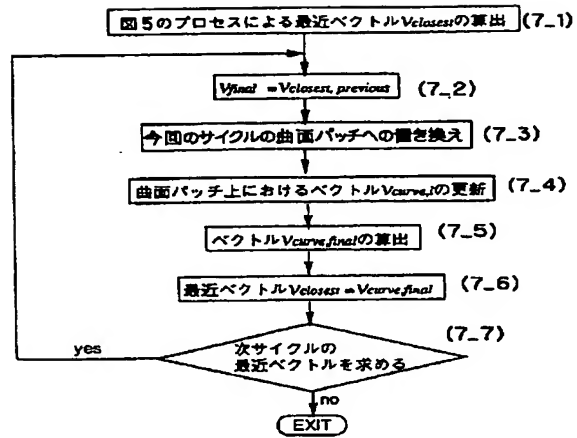 図5のプロセスによる最近ベクトルVclosestの算出 (7_1)
Vfinal =Vclosest, previous (7_2)
今回のサイクルの曲面パッチへの置き換え (7_3)
曲面パッチ上におけるベクトルVcurve,iの更新 (7_4)
ベクトルVcurve,finalの算出 (7_5)
最近ベクトルVclosest=Vcurve,final (7_6)
(7_7)
yes
次サイクルの
最近ベクトルを求める
no
EXIT